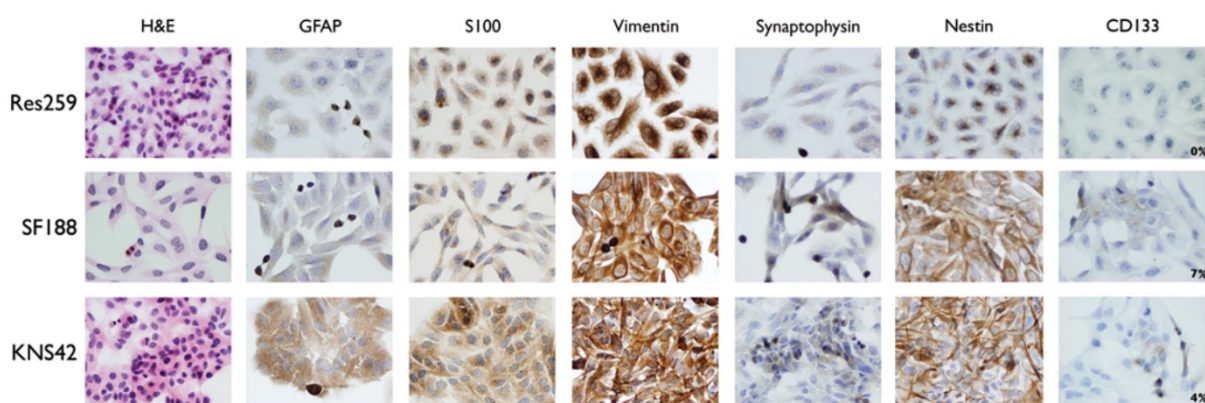 H&E GFAP S100 Vimentin Synaptophysin Nestin CD133
Res259
0%
SF188
7%
KNS42
4%